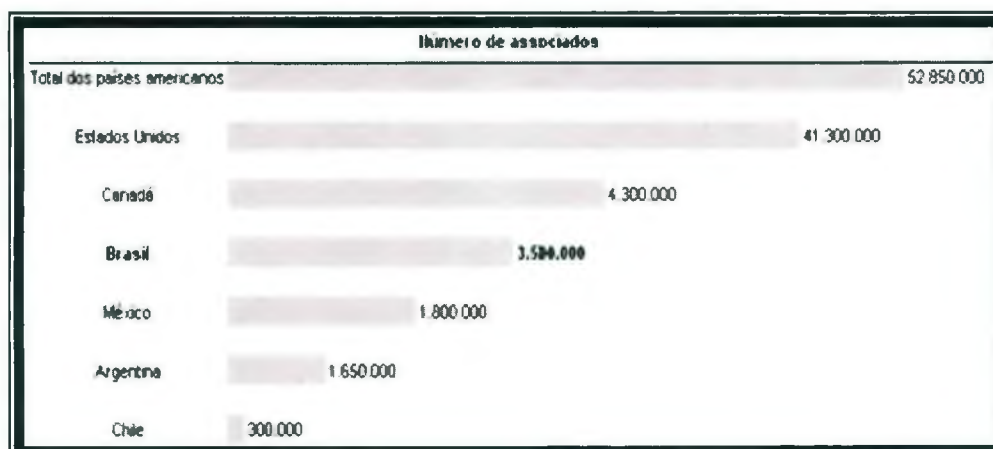 Número de associados
Total dos países americanos 52.850.000
Estados Unidos 41.300.000
Canadá 4.300.000
Brasil 3.500.000
México 1.800.000
Argentina 1.650.000
Chile 300.000